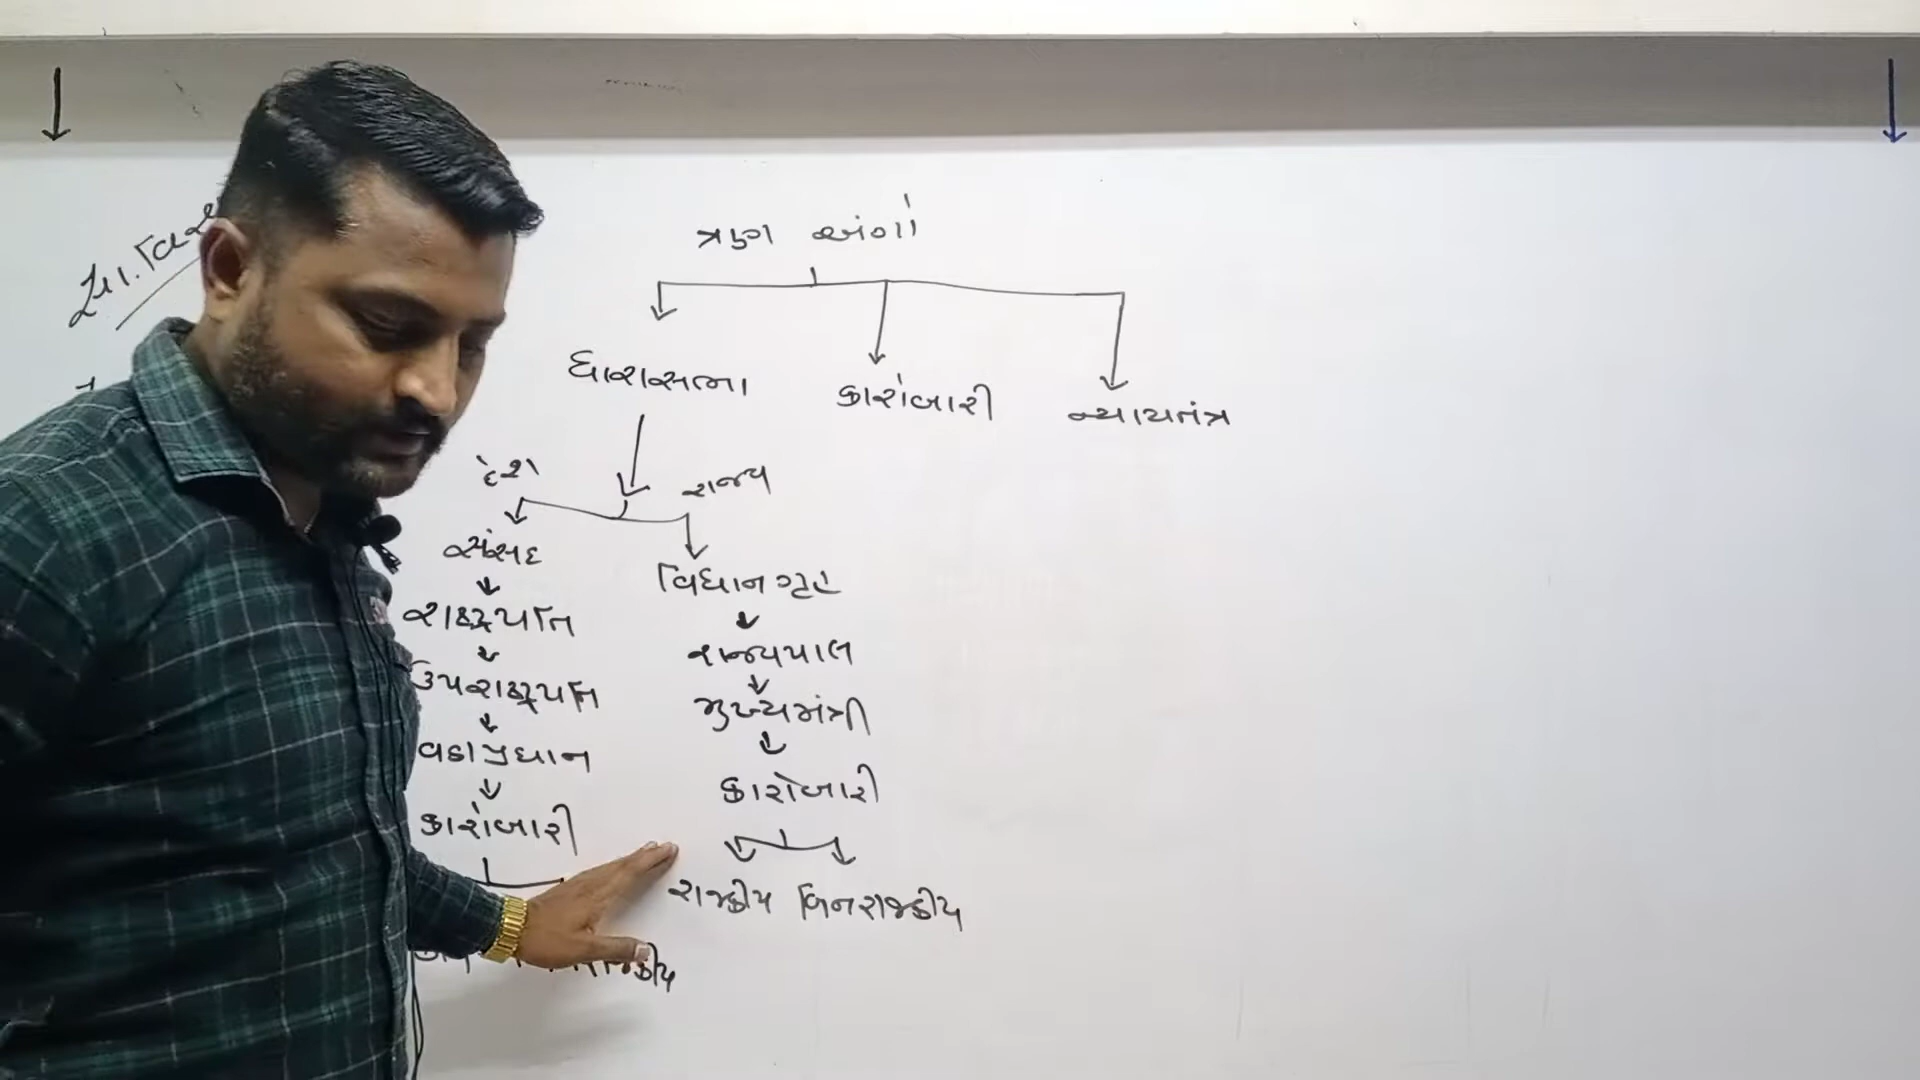 સા. વિજ્ઞા
ત્રણ અંગો
ધારાસભા કારોબારી ન્યાયતંત્ર
દેશ રાજ્ય
સંસદ વિધાનગૃહ
રાષ્ટ્રપતિ રાજ્યપાલ
ઉપરાષ્ટ્રપતિ મુખ્યમંત્રી
વડાપ્રધાન કારોબારી
કારોબારી
રાજકીય બિનરાજકીય